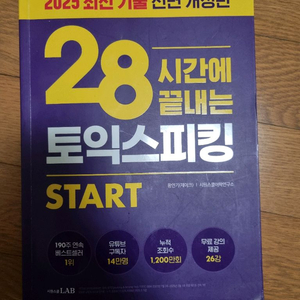 2025 최신 기출 전면 개정판
28
시간에
끝내는
토익스피킹
START
190주 연속
베스트셀러
1위
유튜브
구독자
14만명
누적
조회수
1,200만회
무료 강의
제공
26강
LAB